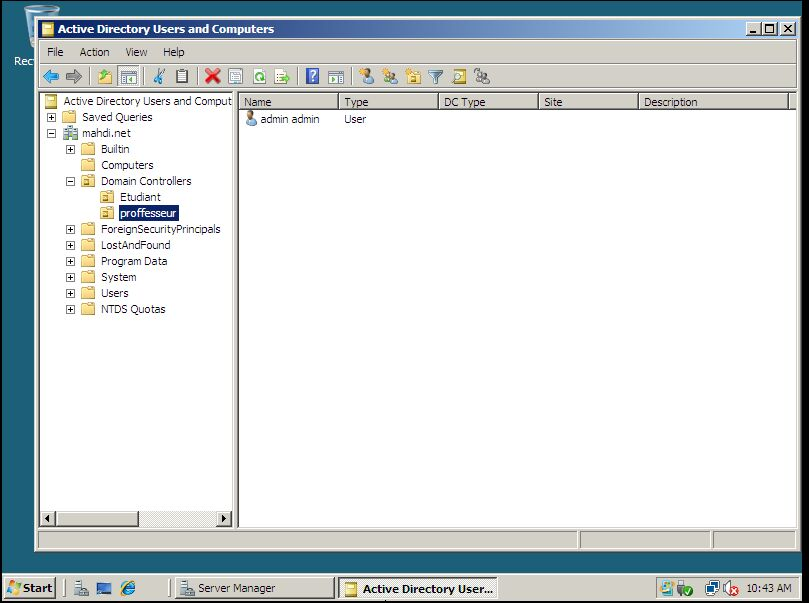 Active Directory Users and Computers
File Action View Help
Active Directory Users and Comput
Saved Queries
mahdi.net
Builtin
Computers
Domain Controllers
Etudiant
proffesseur
ForeignSecurityPrincipals
LostAndFound
Program Data
System
Users
NTDS Quotas
Name Type DC Type Site Description
admin admin User
Start Server Manager Active Directory User... 10:43 AM